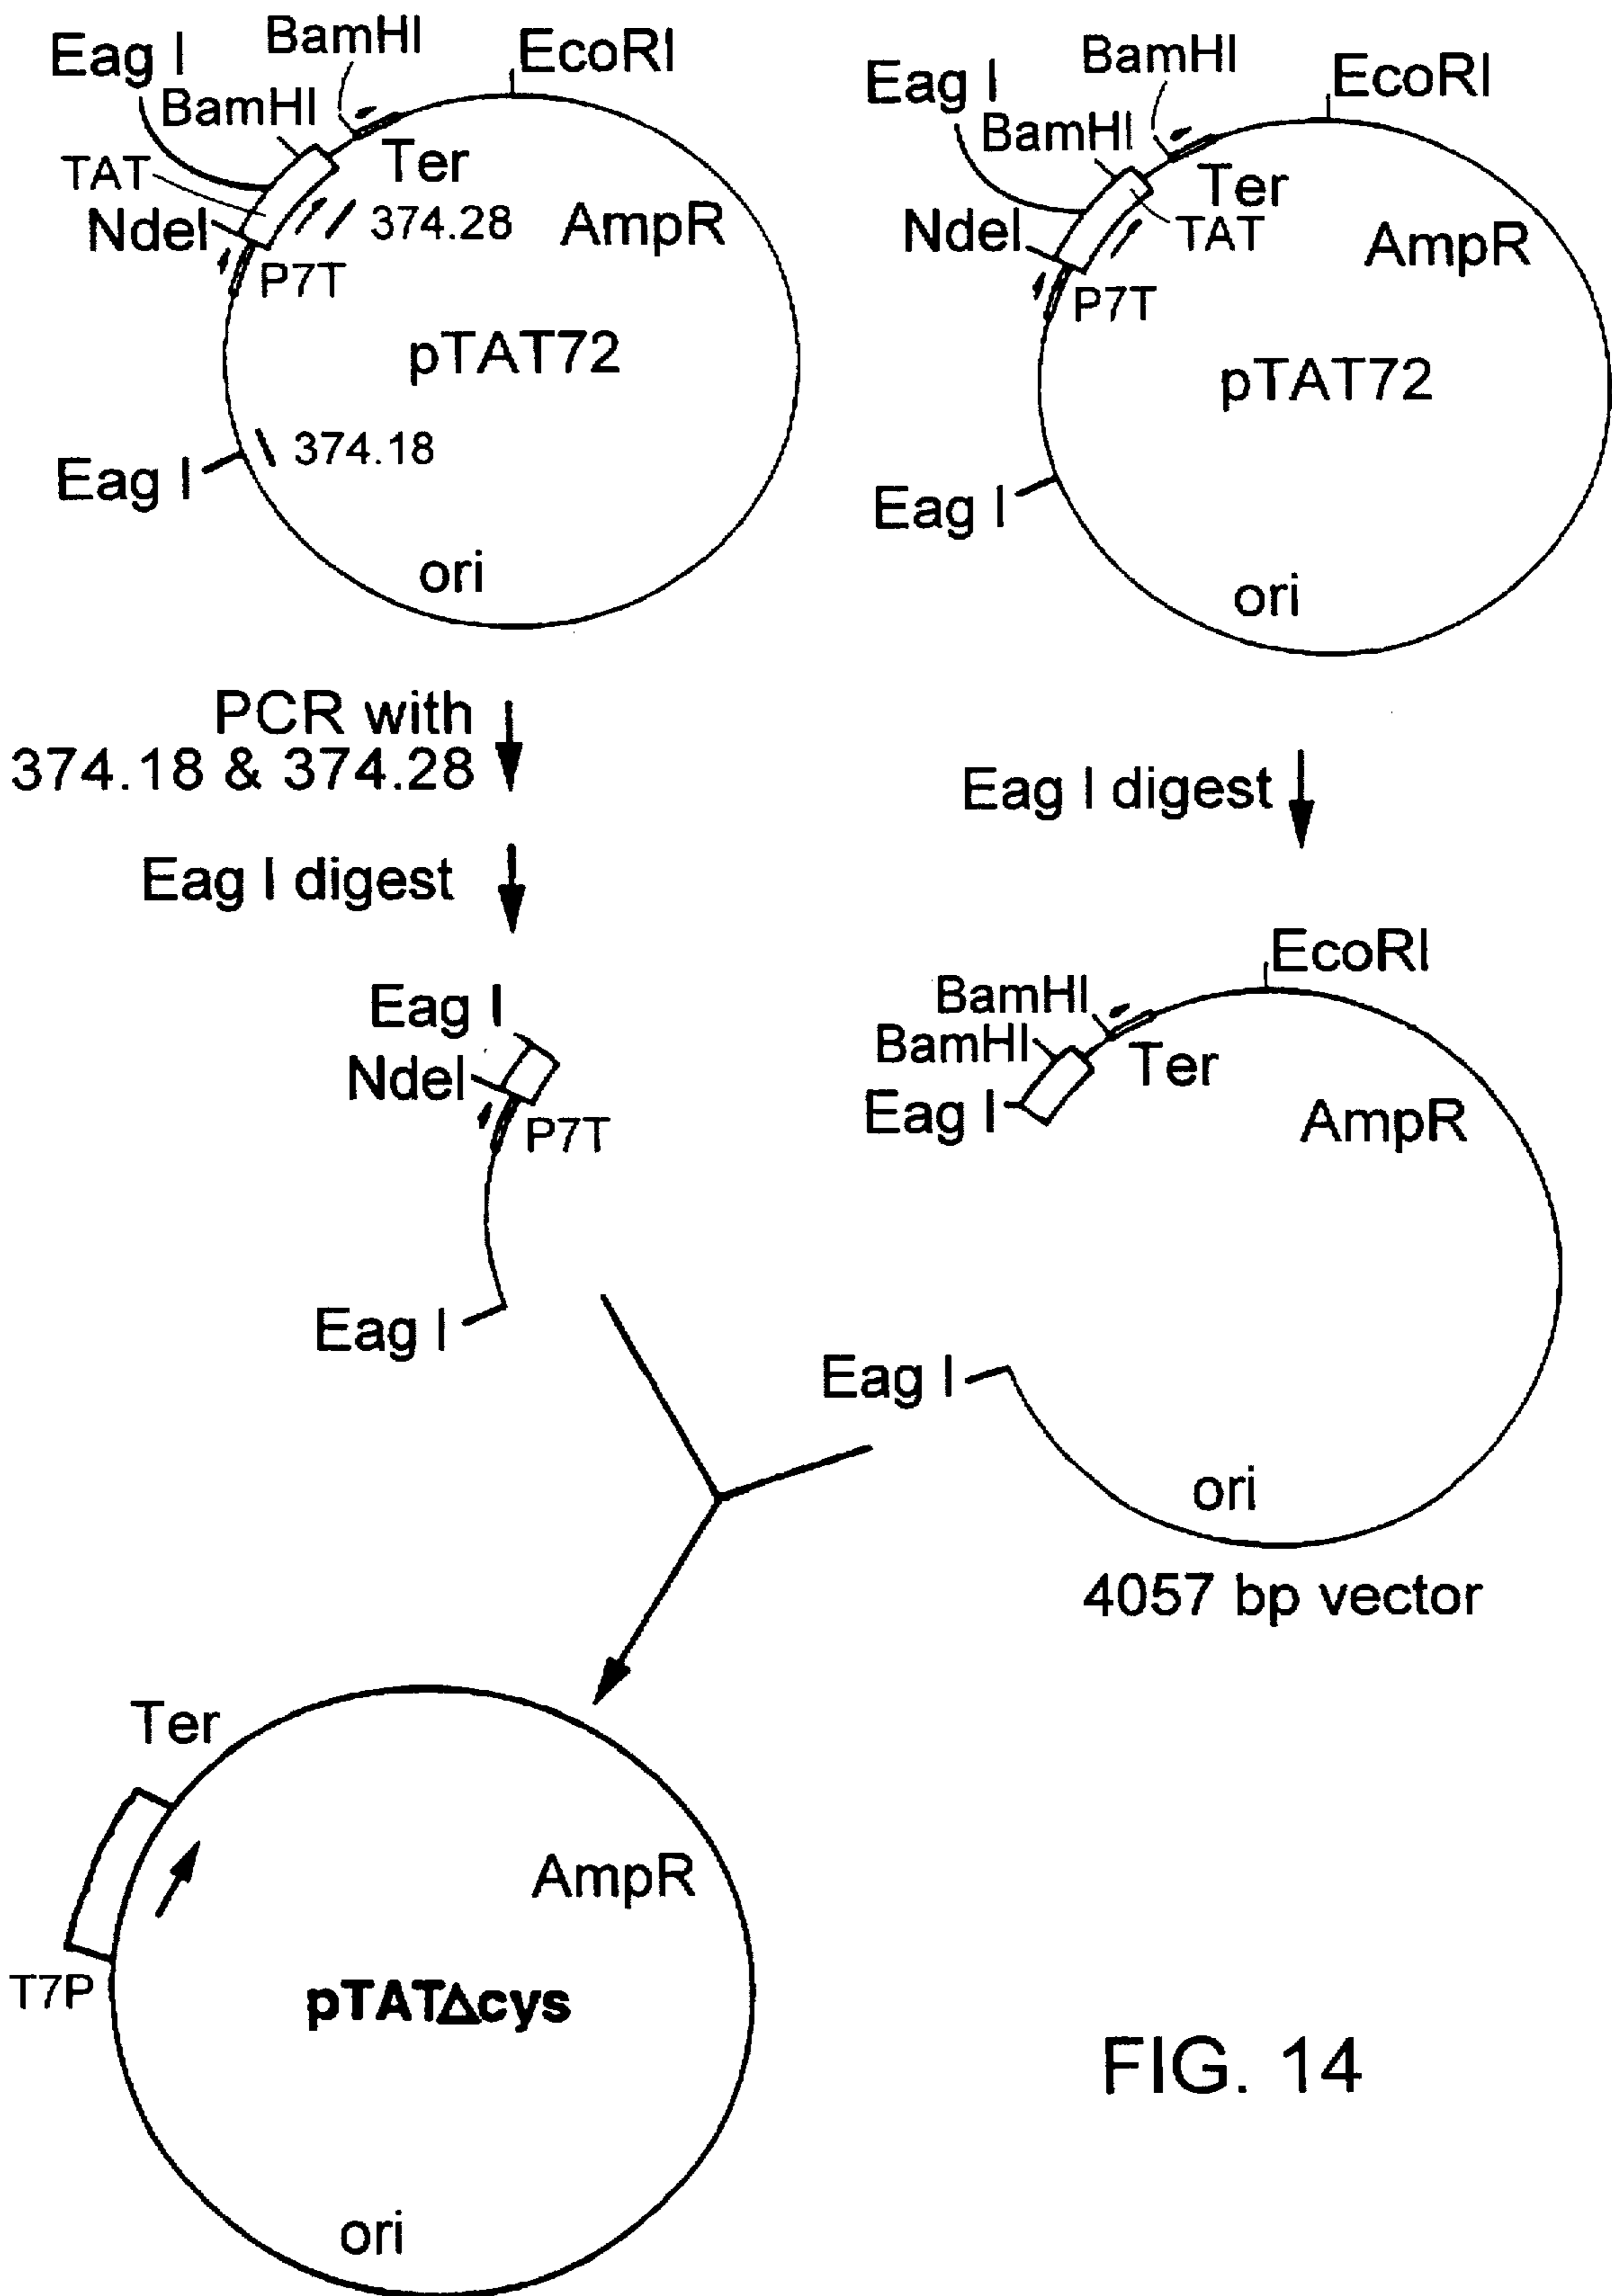 BamHI
EcoRI
Eag I
BamHI
TAT
Ter
NdeI
374.28
AmpR
P7T
pTAT72
374.18
Eag I
ori
BamHI
EcoRI
Eag I
BamHI
Ter
NdeI
TAT
AmpR
P7T
pTAT72
Eag I
ori
PCR with
374.18 & 374.28
Eag I digest
Eag I digest
Eag I
NdeI
P7T
Eag I
EcoRI
BamHI
BamHI
Ter
Eag I
AmpR
Eag I
ori
4057 bp vector
Ter
AmpR
T7P
pTATΔcys
ori
FIG. 14